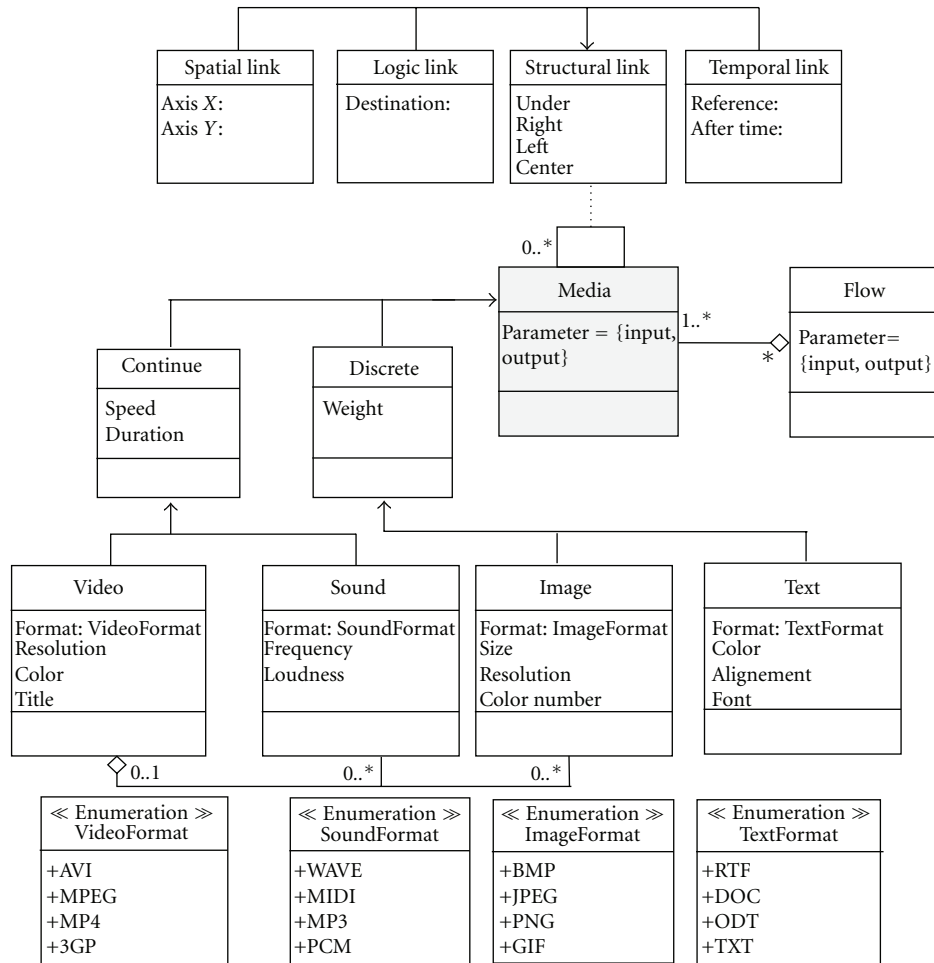 Spatial link
Axis X:
Axis Y:
Logic link
Destination:
Structural link
Under
Right
Left
Center
Temporal link
Reference:
After time:
0..*
Media
Parameter = {input,
output}
1..*
*
Flow
Parameter=
{input, output}
Continue
Speed
Duration
Discrete
Weight
Video
Format: VideoFormat
Resolution
Color
Title
Sound
Format: SoundFormat
Frequency
Loudness
Image
Format: ImageFormat
Size
Resolution
Color number
Text
Format: TextFormat
Color
Alignement
Font
0..1
0..*
0..*
≪ Enumeration ≫
VideoFormat
+AVI
+MPEG
+MP4
+3GP
≪ Enumeration ≫
SoundFormat
+WAVE
+MIDI
+MP3
+PCM
≪ Enumeration ≫
ImageFormat
+BMP
+JPEG
+PNG
+GIF
≪ Enumeration ≫
TextFormat
+RTF
+DOC
+ODT
+TXT